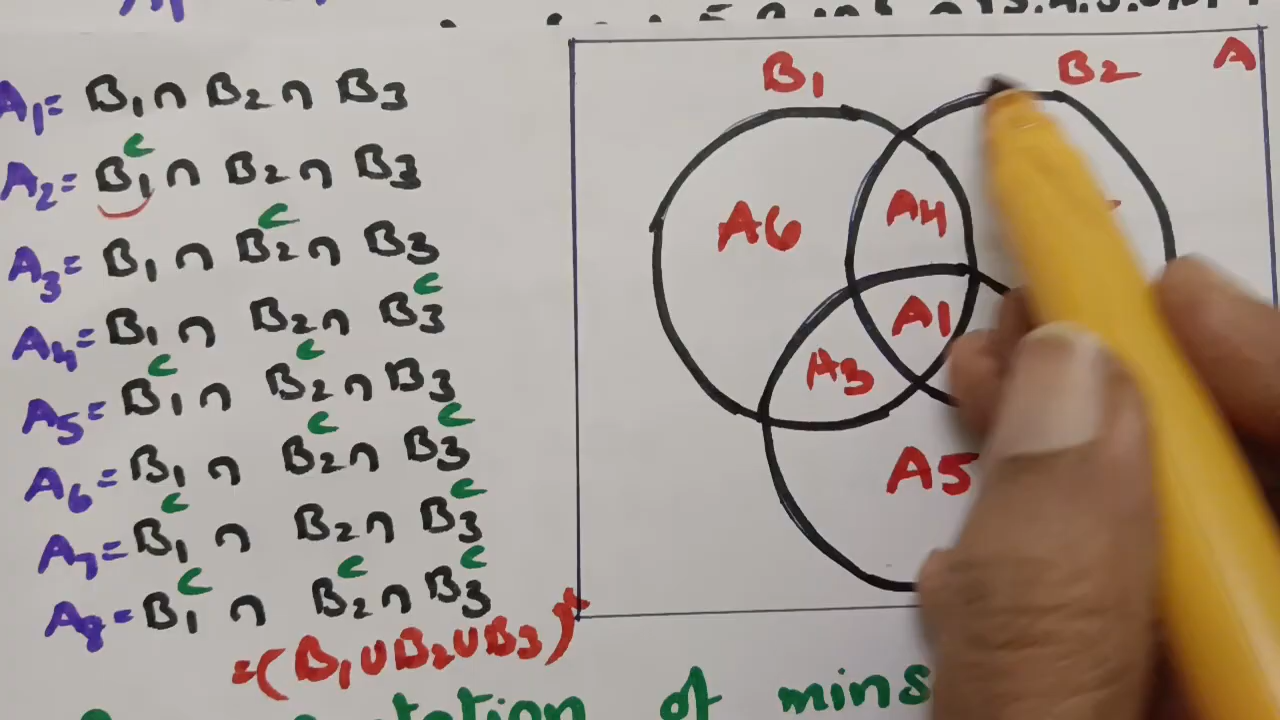 A₁= B₁ ∩ B₂ ∩ B₃
A₂= B₁ᶜ ∩ B₂ ∩ B₃
A₃= B₁ ∩ B₂ᶜ ∩ B₃
A₄= B₁ ∩ B₂ ∩ B₃ᶜ
A₅= B₁ᶜ ∩ B₂ᶜ ∩ B₃
A₆= B₁ ∩ B₂ᶜ ∩ B₃ᶜ
A₇= B₁ᶜ ∩ B₂ ∩ B₃ᶜ
A₈= B₁ᶜ ∩ B₂ᶜ ∩ B₃ᶜ
=(B₁∪B₂∪B₃)ᶜ
of mins
B1 B2 A
A6 A4
A1
A3
A5